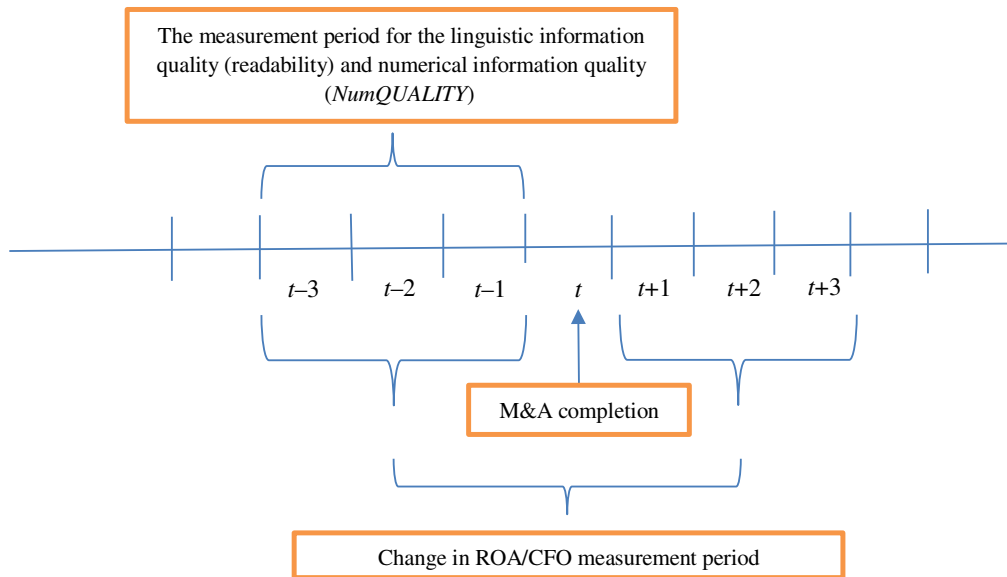 The measurement period for the linguistic information
quality (readability) and numerical information quality
(NumQUALITY)
t–3 t–2 t–1 t t+1 t+2 t+3
M&A completion
Change in ROA/CFO measurement period